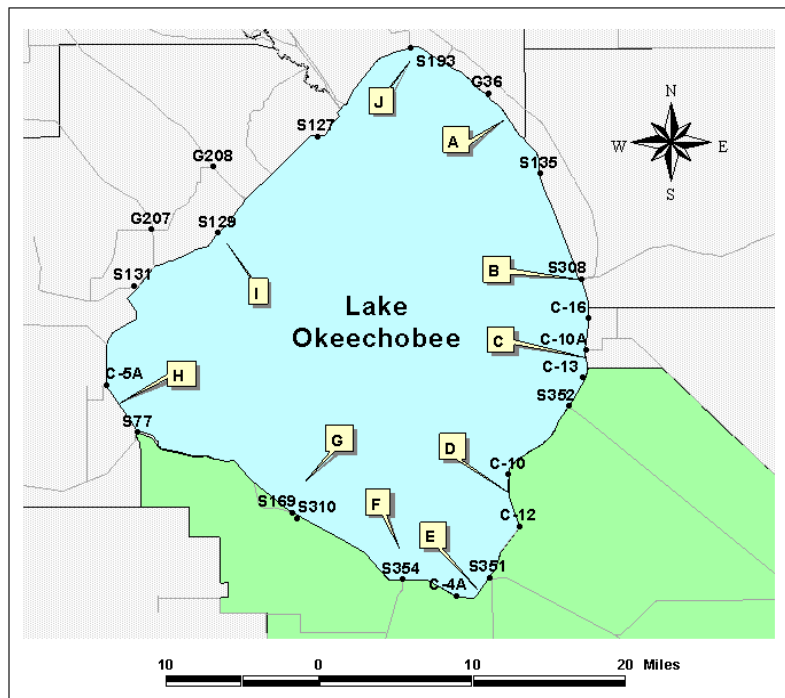 S193
J
G36
N
A
S127
W
E
G208
S135
S
G207
S129
B
S308
S131
I
Lake
Okeechobee
C-16
C
C-10A
H
C-5A
C-13
S352
S77
G
D
C-10
S169
S310
F
C-12
E
S351
S354
C-4A
10
0
10
20
Miles